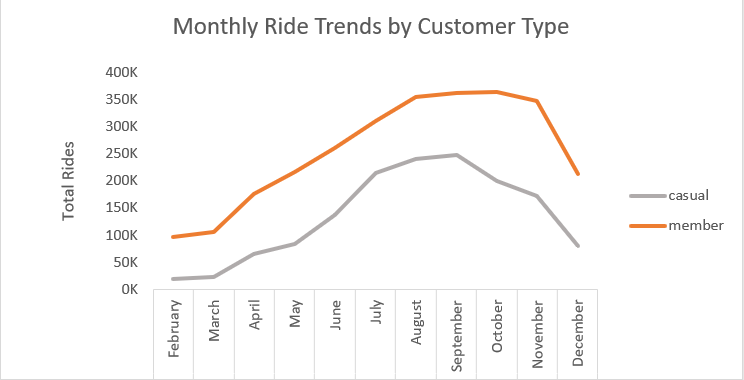 Monthly Ride Trends by Customer Type
Total Rides
400K
350K
300K
250K
200K
150K
100K
50K
0K
February
March
April
May
June
July
August
September
October
November
December
casual
member